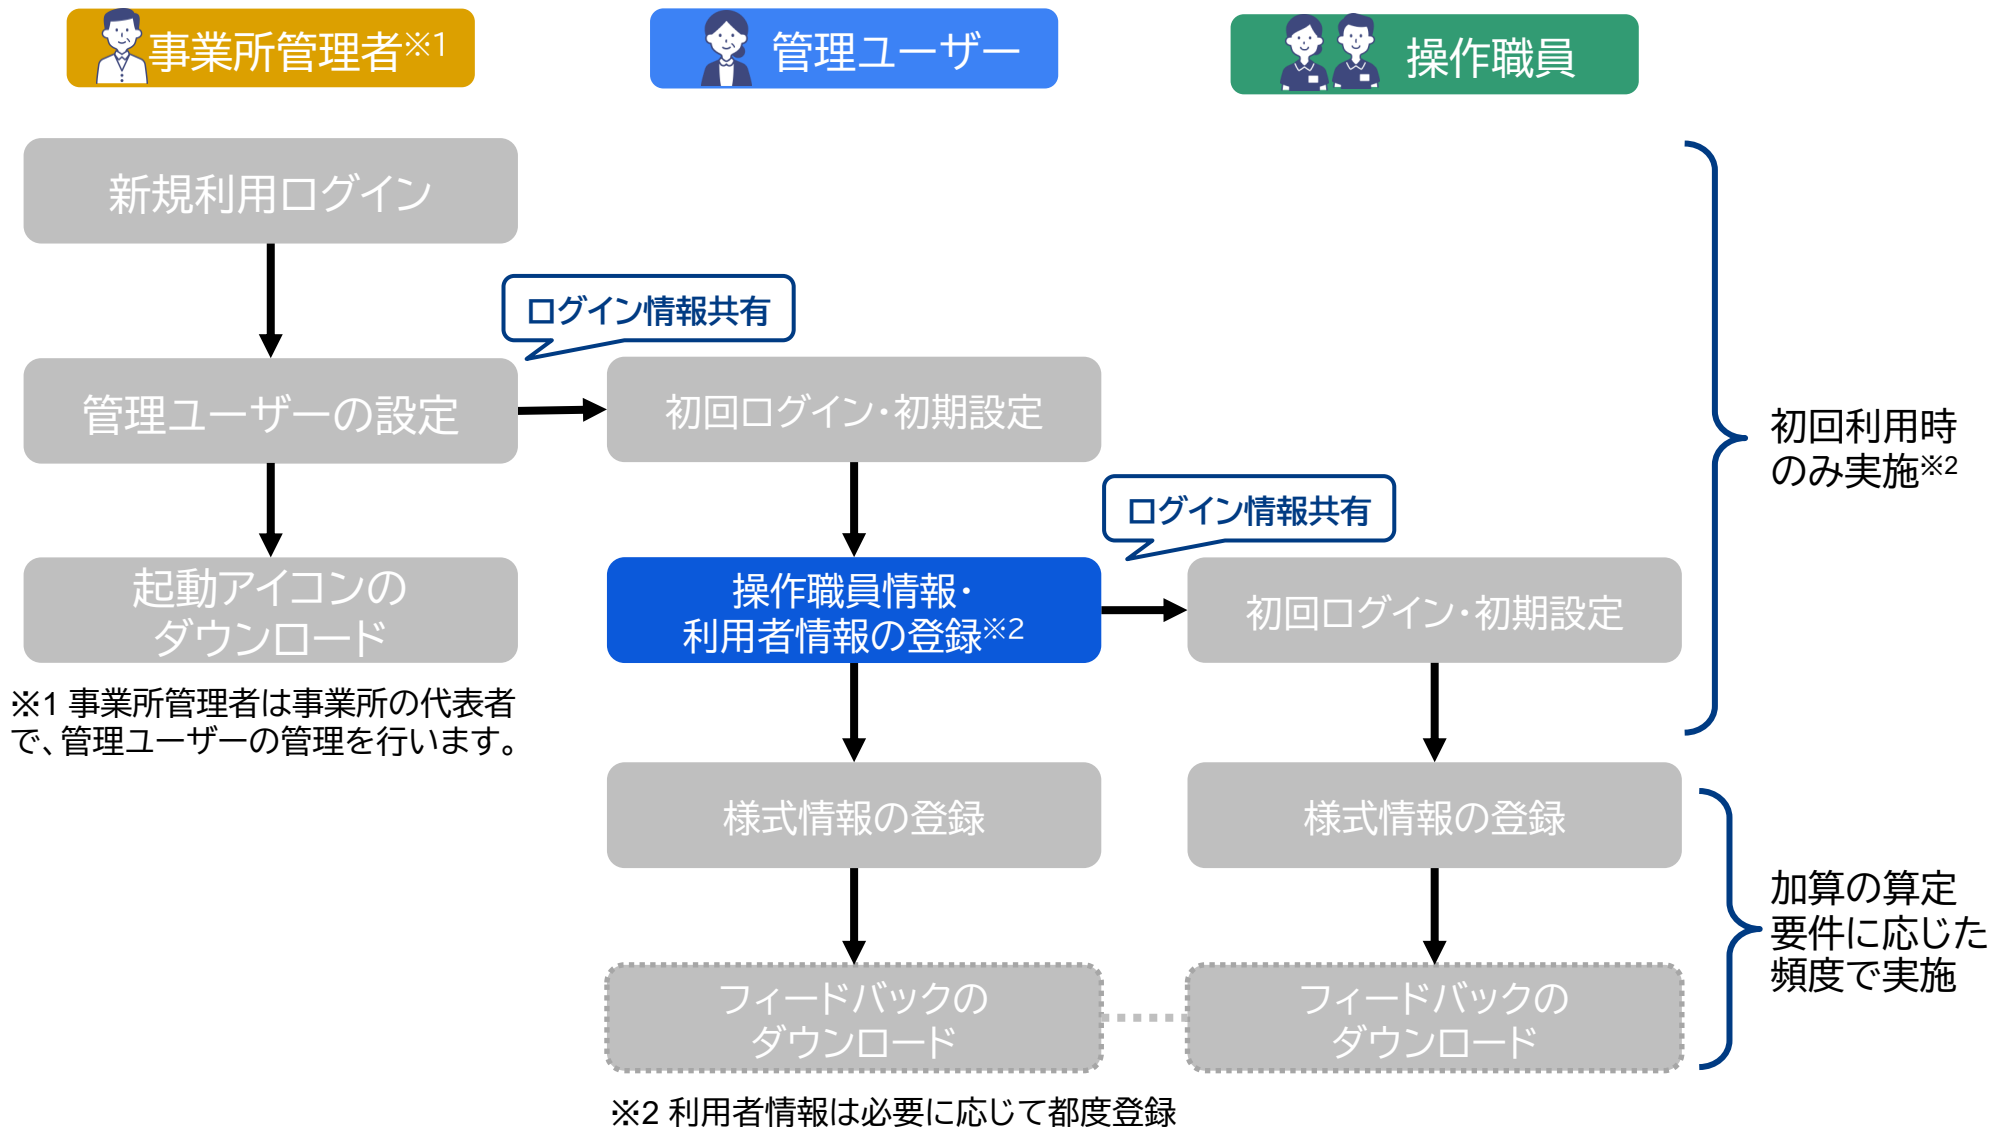 事業所管理者※1
管理ユーザー
操作職員
新規利用ログイン
ログイン情報共有
管理ユーザーの設定
初回ログイン・初期設定
初回利用時
のみ実施※2
ログイン情報共有
起動アイコンの
ダウンロード
操作職員情報・
利用者情報の登録※2
初回ログイン・初期設定
※1 事業所管理者は事業所の代表者
で、管理ユーザーの管理を行います。
様式情報の登録
様式情報の登録
加算の算定
要件に応じた
頻度で実施
フィードバックの
ダウンロード
フィードバックの
ダウンロード
※2 利用者情報は必要に応じて都度登録